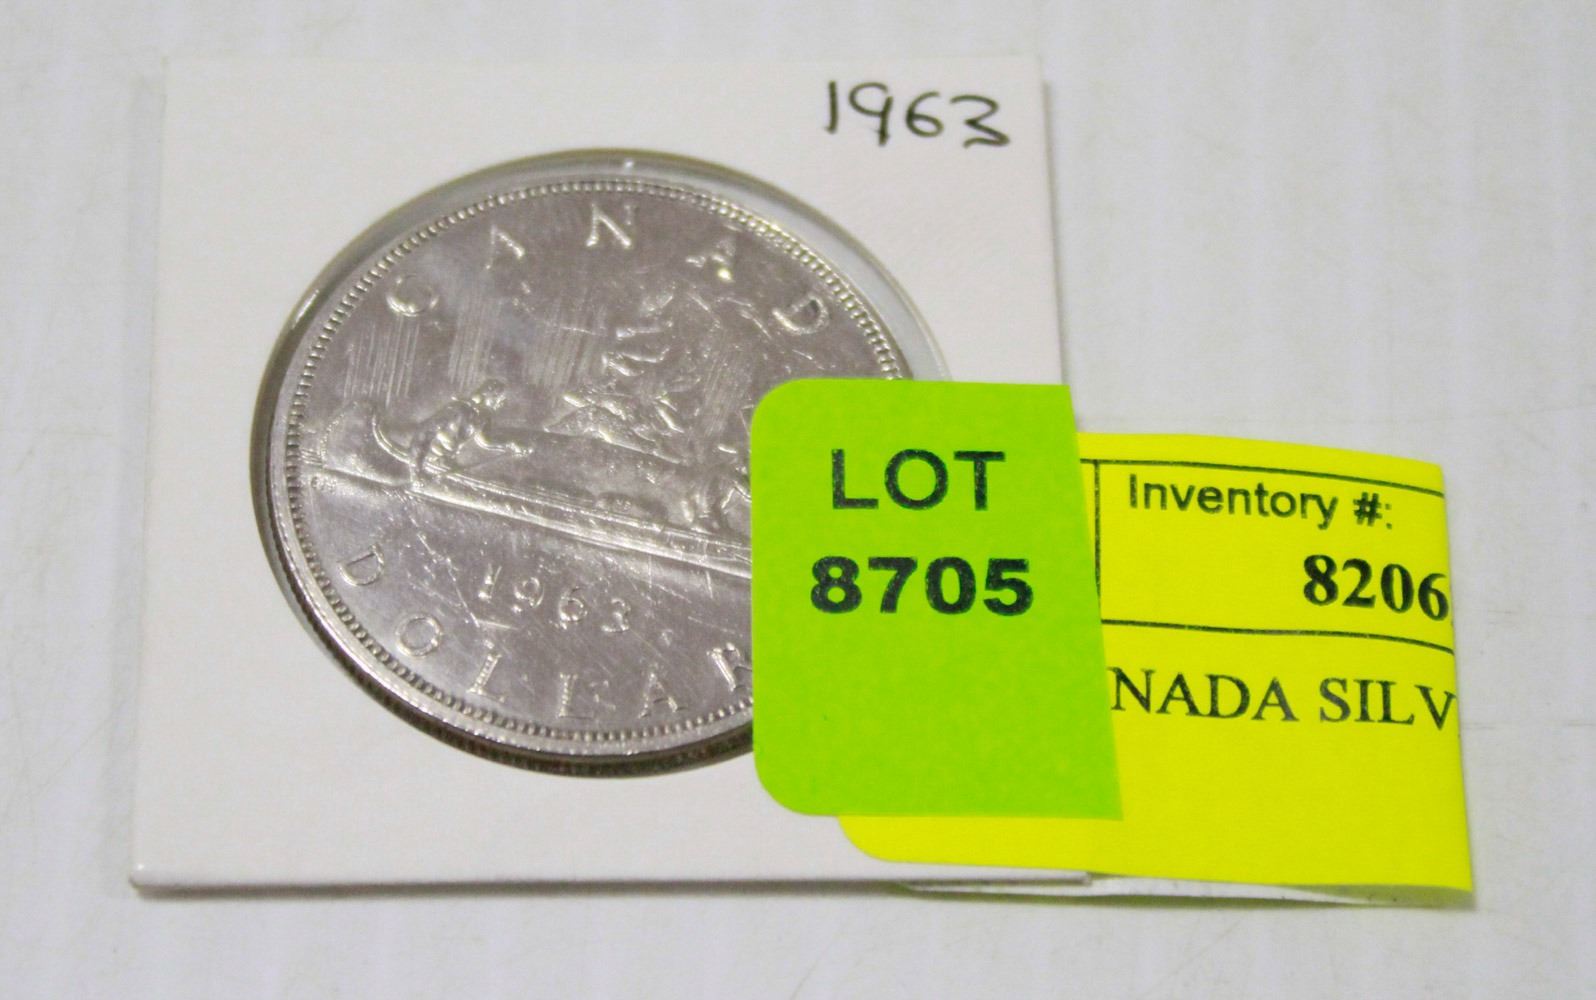 1963
CANAD
1963
DOLLAR
LOT
8705
Inventory #:
8206
NADA SILV